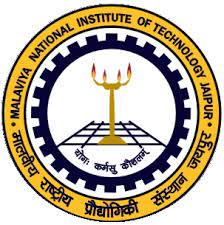 • MALAVIYA NATIONAL INSTITUTE OF TECHNOLOGY JAIPUR •
योगः कर्मसु कौशलम्
मालवीय राष्ट्रीय प्रौद्योगिकी संस्थान जयपुर